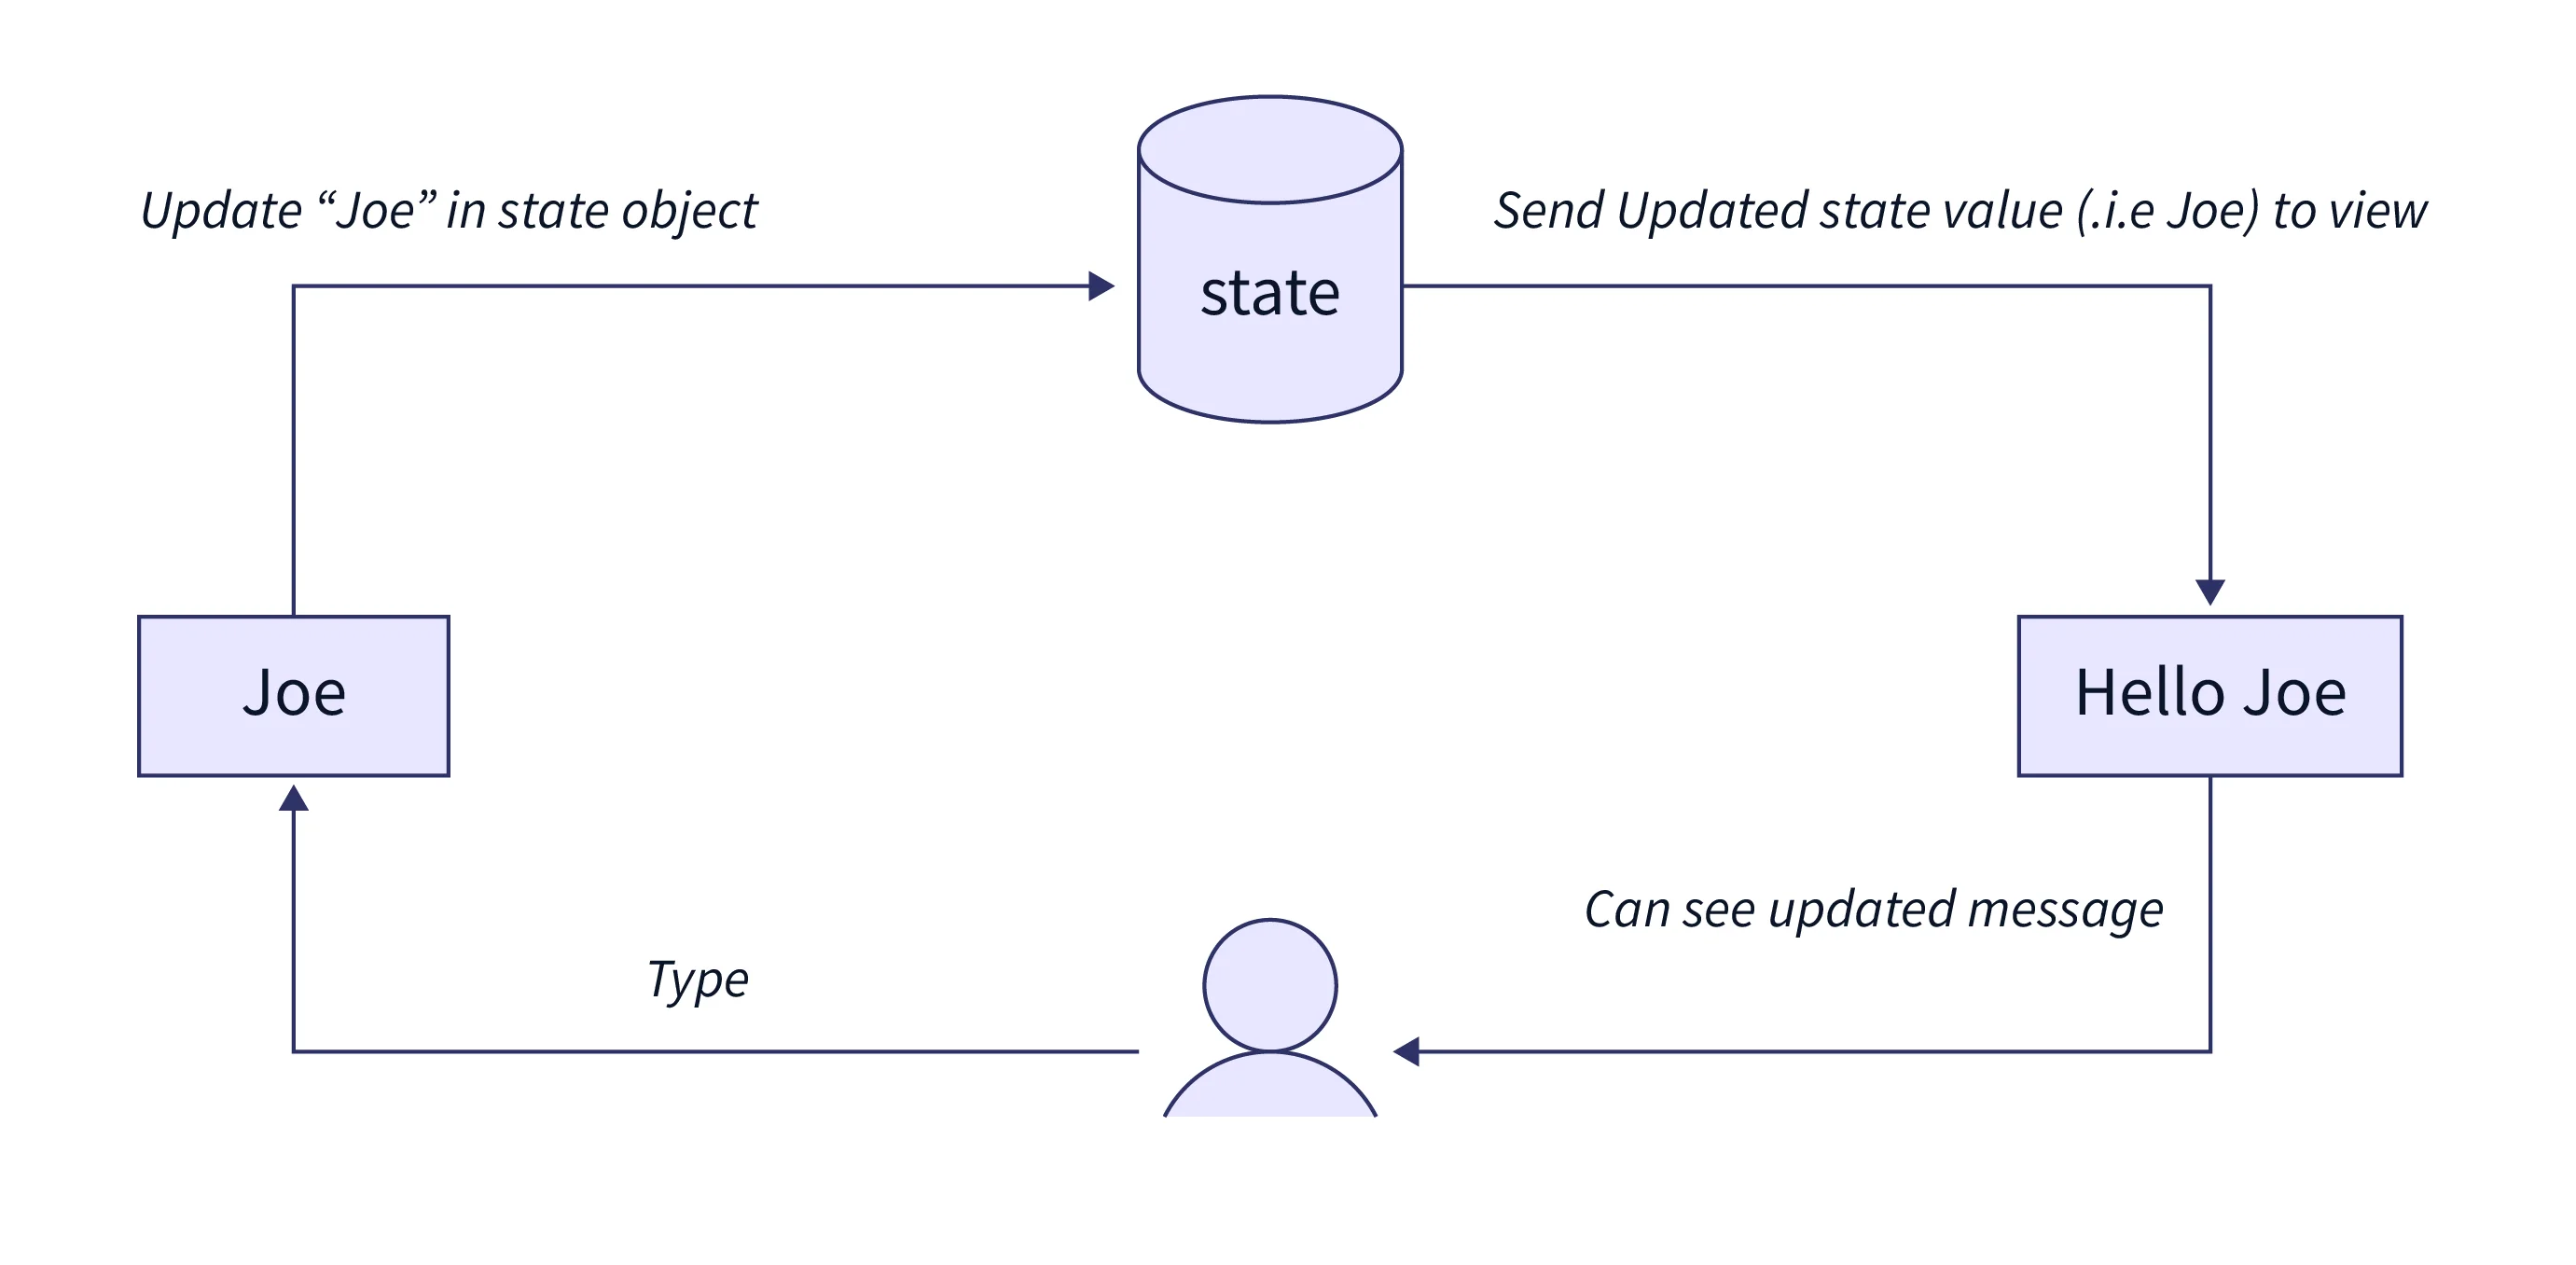 Update “Joe” in state object
Send Updated state value (.i.e Joe) to view
state
Joe
Hello Joe
Can see updated message
Type